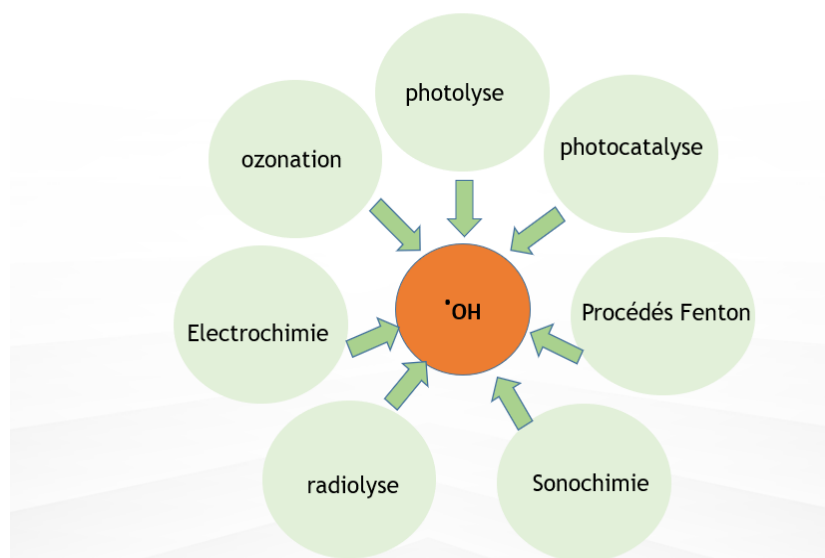 photolyse
ozonation
photocatalyse
•OH
Procédés Fenton
Electrochimie
radiolyse
Sonochimie